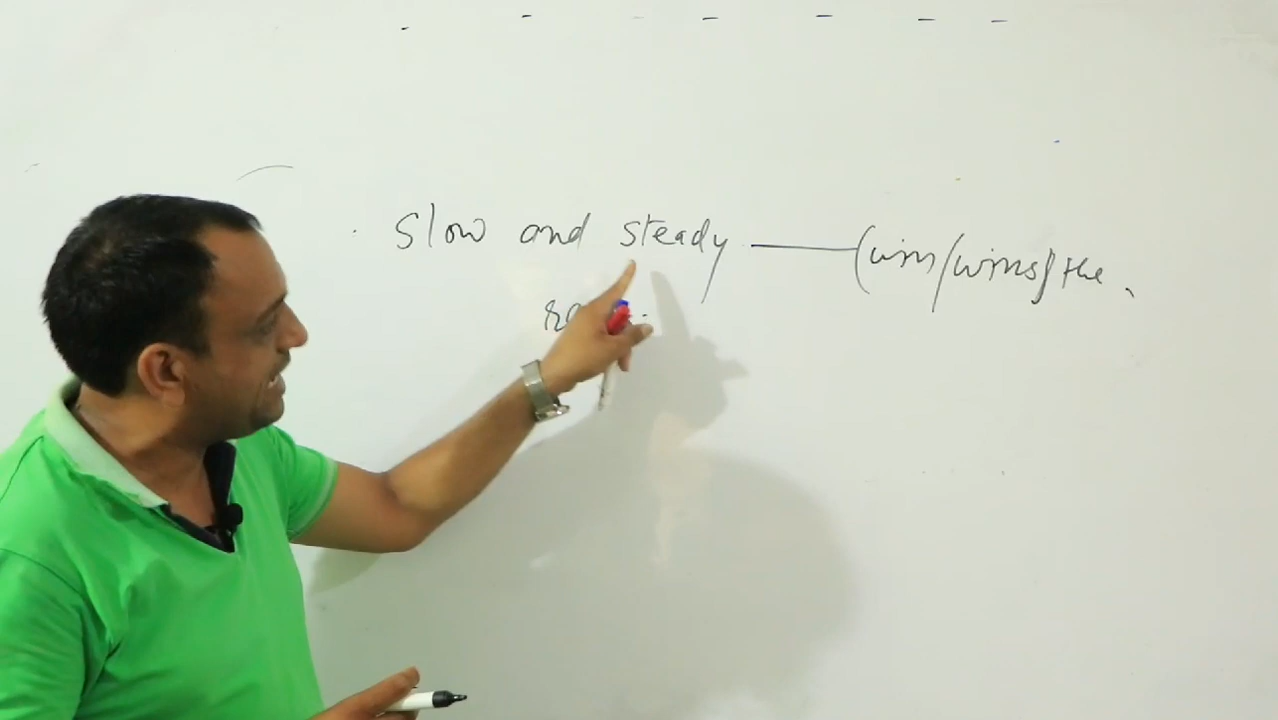 Slow and steady —— (win/wins) the